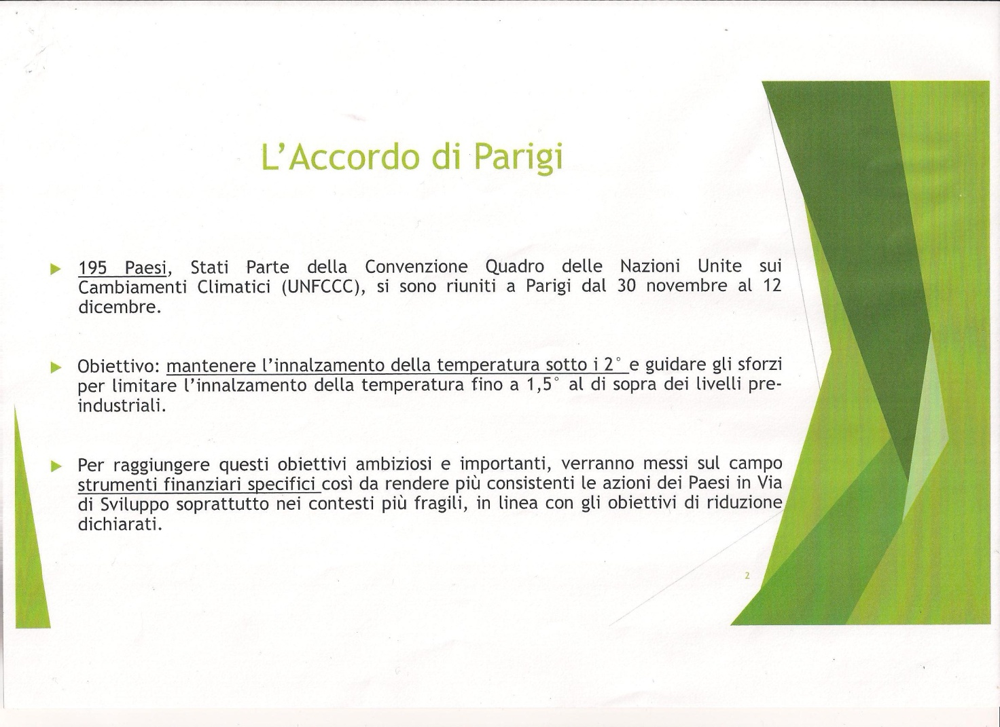 L’Accordo di Parigi
195 Paesi, Stati Parte della Convenzione Quadro delle Nazioni Unite sui
Cambiamenti Climatici (UNFCCC), si sono riuniti a Parigi dal 30 novembre al 12
dicembre.
Obiettivo: mantenere l’innalzamento della temperatura sotto i 2° e guidare gli sforzi
per limitare l’innalzamento della temperatura fino a 1,5° al di sopra dei livelli pre-
industriali.
Per raggiungere questi obiettivi ambiziosi e importanti, verranno messi sul campo
strumenti finanziari specifici così da rendere più consistenti le azioni dei Paesi in Via
di Sviluppo soprattutto nei contesti più fragili, in linea con gli obiettivi di riduzione
dichiarati.
2